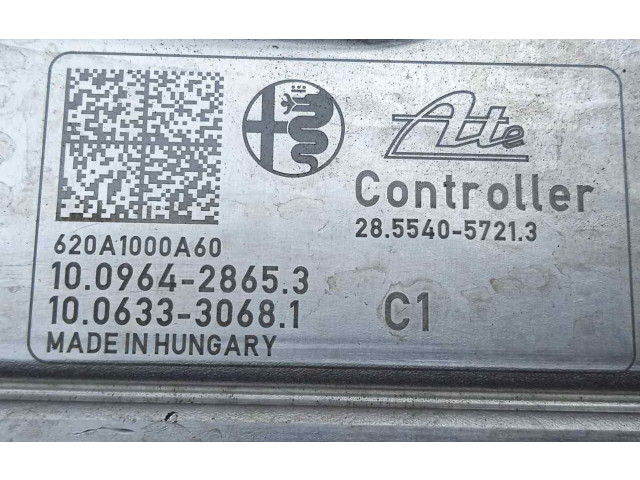 Ate
Controller
28.5540-5721.3
620A1000A60
10.0964-2865.3
10.0633-3068.1
C1
MADE IN HUNGARY